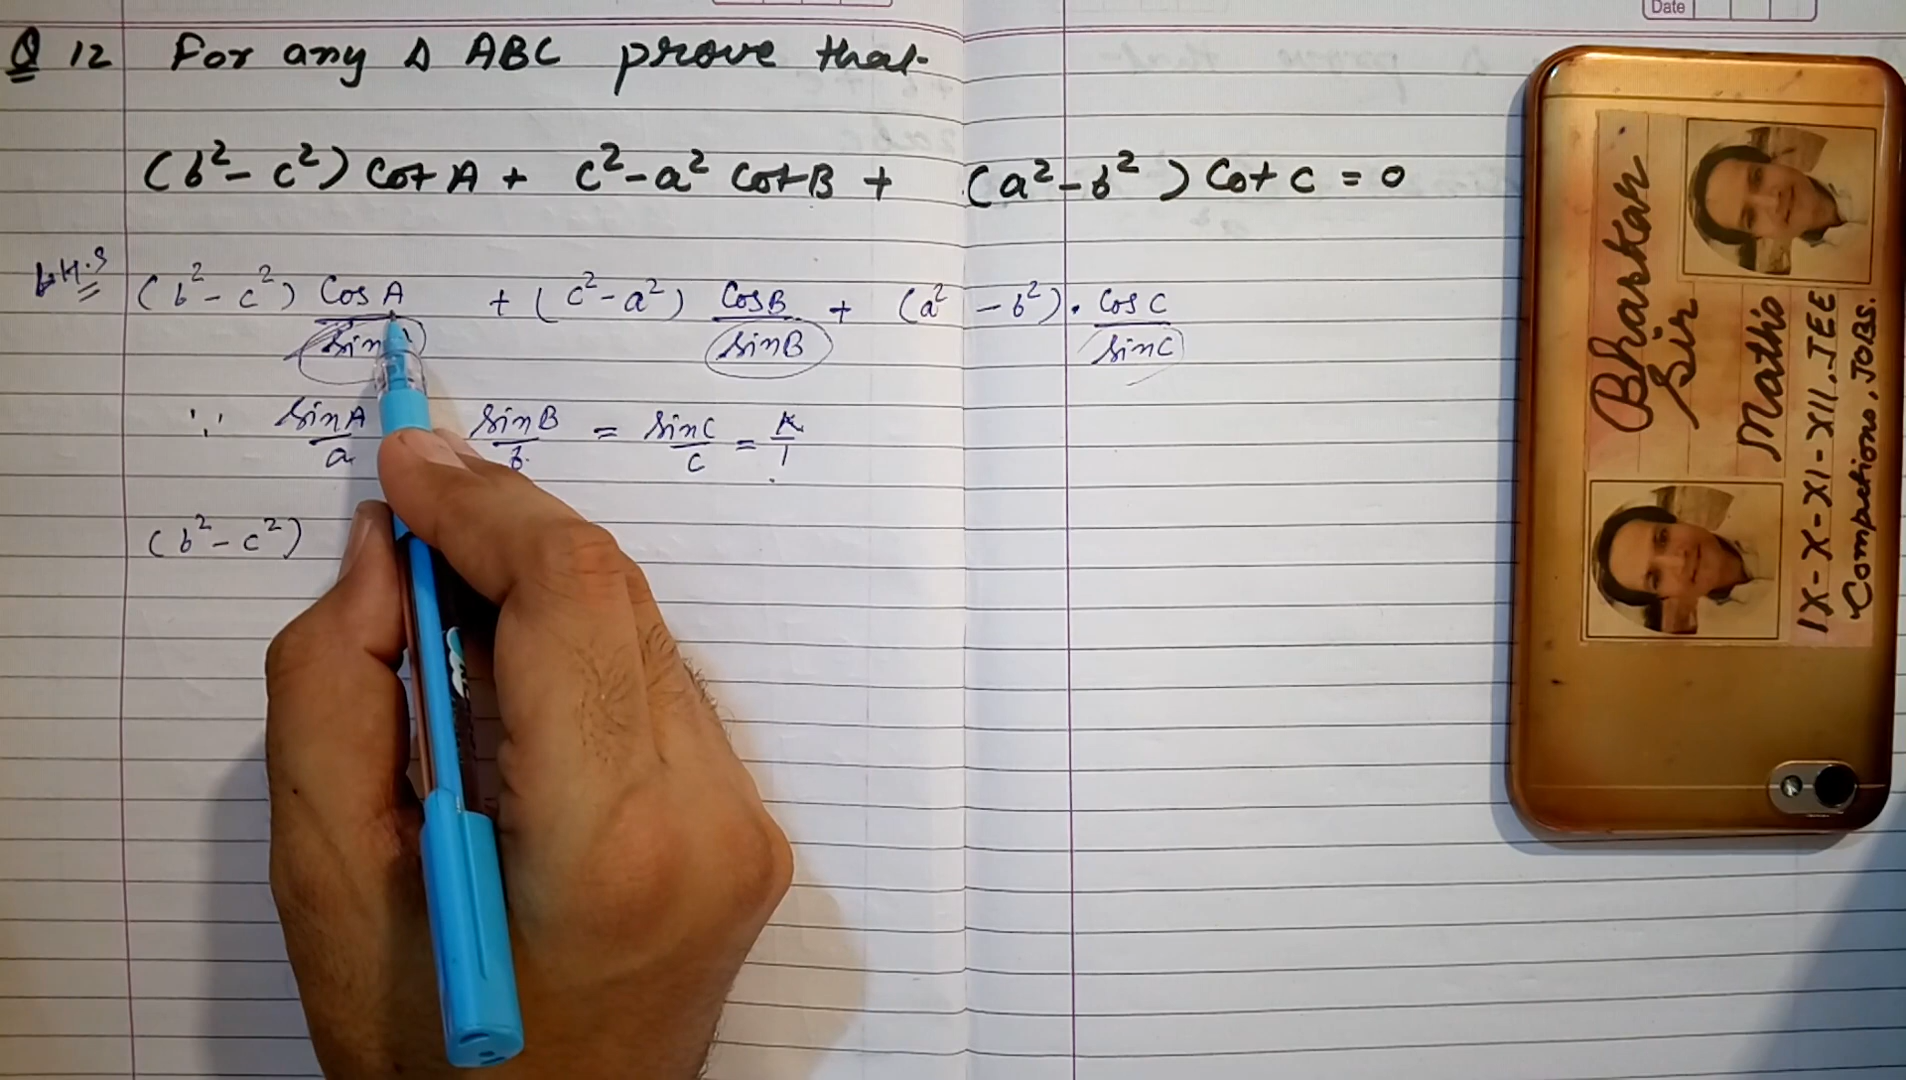 Date
Q 12 For any Δ ABC prove that-
(b² - c²) Cot A + c² - a² Cot B + (a² - b²) Cot C = 0
L.H.S (b² - c²) Cos A / Sin + (c² - a²) Cos B / Sin B + (a² - b²) · Cos C / Sin C
∵ Sin A / a Sin B / b = Sin C / c = K / 1
(b² - c²)
Bhaskar
Sir
Maths
IX-X-XI-XII, JEE
Compections, JOBS.